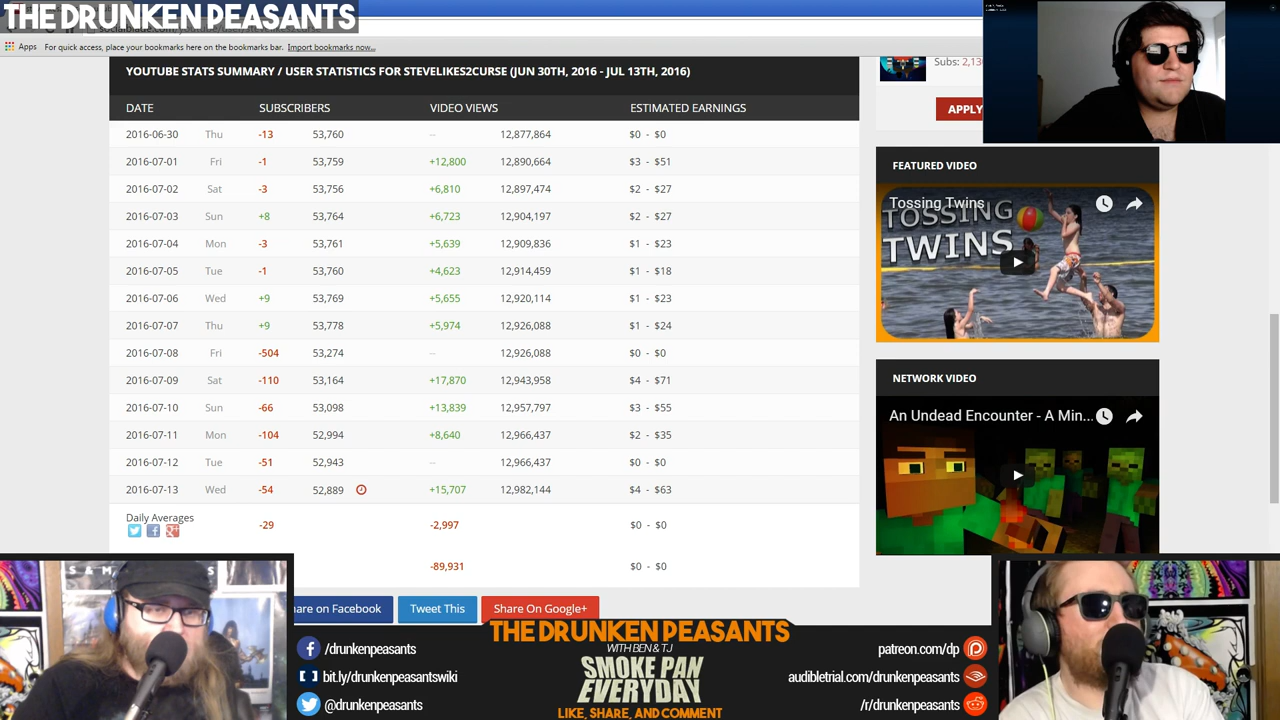 THE DRUNKEN PEASANTS
Apps For quick access, place your bookmarks here on the bookmarks bar. Import bookmarks now...
YOUTUBE STATS SUMMARY / USER STATISTICS FOR STEVELIKES2CURSE (JUN 30TH, 2016 - JUL 13TH, 2016)
DATE SUBSCRIBERS VIDEO VIEWS ESTIMATED EARNINGS
2016-06-30 Thu -13 53,760 -- 12,877,864 $0 - $0
2016-07-01 Fri -1 53,759 +12,800 12,890,664 $3 - $51
2016-07-02 Sat -3 53,756 +6,810 12,897,474 $2 - $27
2016-07-03 Sun +8 53,764 +6,723 12,904,197 $2 - $27
2016-07-04 Mon -3 53,761 +5,639 12,909,836 $1 - $23
2016-07-05 Tue -1 53,760 +4,623 12,914,459 $1 - $18
2016-07-06 Wed +9 53,769 +5,655 12,920,114 $1 - $23
2016-07-07 Thu +9 53,778 +5,974 12,926,088 $1 - $24
2016-07-08 Fri -504 53,274 -- 12,926,088 $0 - $0
2016-07-09 Sat -110 53,164 +17,870 12,943,958 $4 - $71
2016-07-10 Sun -66 53,098 +13,839 12,957,797 $3 - $55
2016-07-11 Mon -104 52,994 +8,640 12,966,437 $2 - $35
2016-07-12 Tue -51 52,943 -- 12,966,437 $0 - $0
2016-07-13 Wed -54 52,889 +15,707 12,982,144 $4 - $63
Daily Averages -29 -2,997 $0 - $0
-89,931 $0 - $0
are on Facebook Tweet This Share On Google+
Subs: 2,13
APPLY
FEATURED VIDEO
Tossing Twins
TOSSING
TWINS
NETWORK VIDEO
An Undead Encounter - A Min...
THE DRUNKEN PEASANTS
WITH BEN & TJ
SMOKE PAN
EVERYDAY
LIKE, SHARE, AND COMMENT
/drunkenpeasants
bit.ly/drunkenpeasantswiki
@drunkenpeasants
patreon.com/dp
audibletrial.com/drunkenpeasants
/r/drunkenpeasants